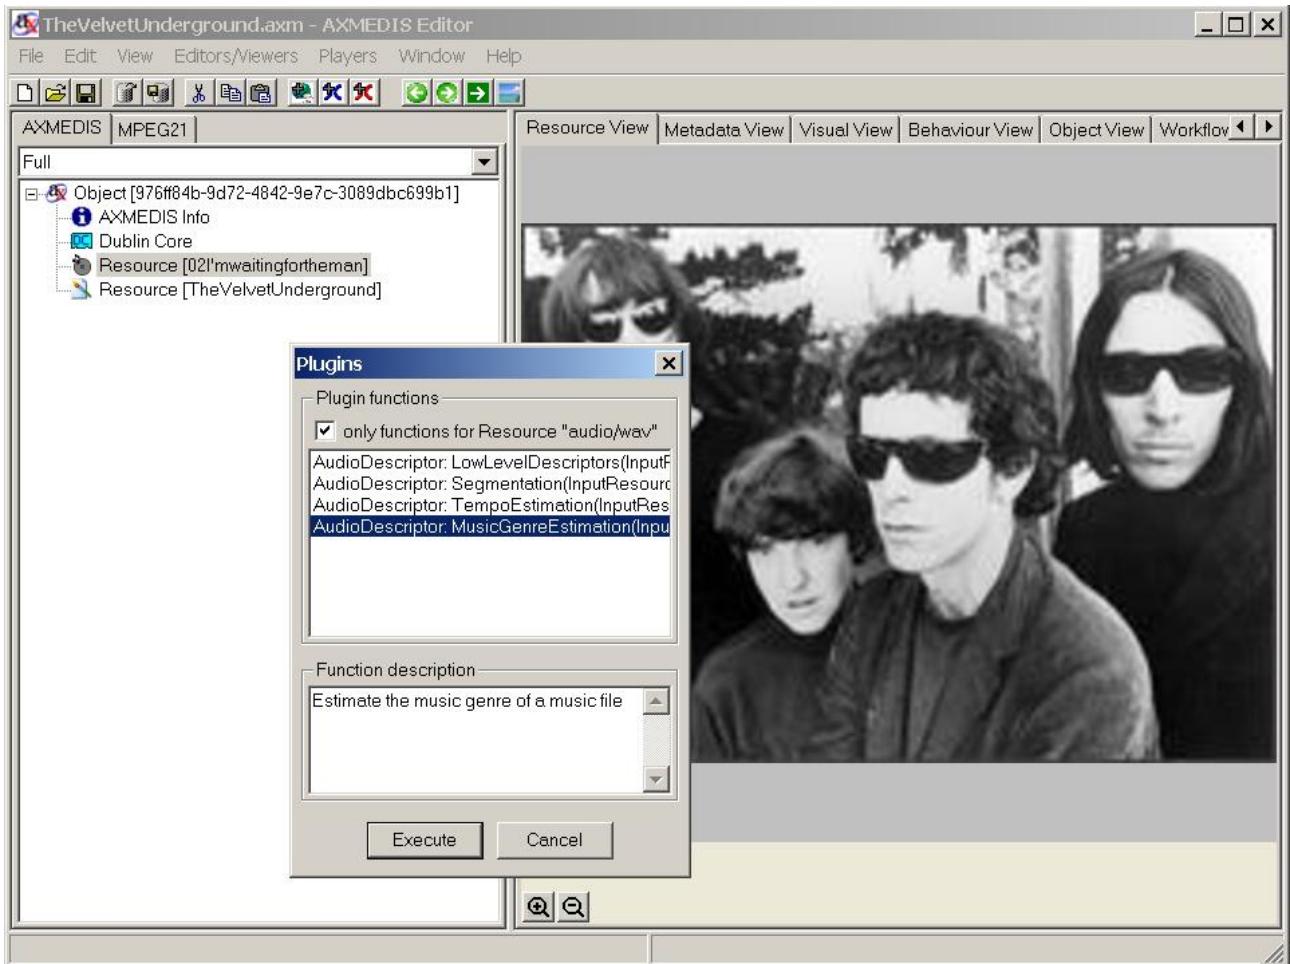 TheVelvetUnderground.axm - AXMEDIS Editor
File Edit View Editors/Viewers Players Window Help
AXMEDIS MPEG21
Resource View Metadata View Visual View Behaviour View Object View Workflov
Full
Object [976ff84b-9d72-4842-9e7c-3089dbc699b1]
AXMEDIS Info
DC Dublin Core
Resource [02I'mwaitingfortheman]
Resource [TheVelvetUnderground]
Plugins
Plugin functions
only functions for Resource "audio/wav"
AudioDescriptor: LowLevelDescriptors(InputF
AudioDescriptor: Segmentation(InputResourc
AudioDescriptor: TempoEstimation(InputRes
AudioDescriptor: MusicGenreEstimation(Inpu
Function description
Estimate the music genre of a music file
Execute Cancel